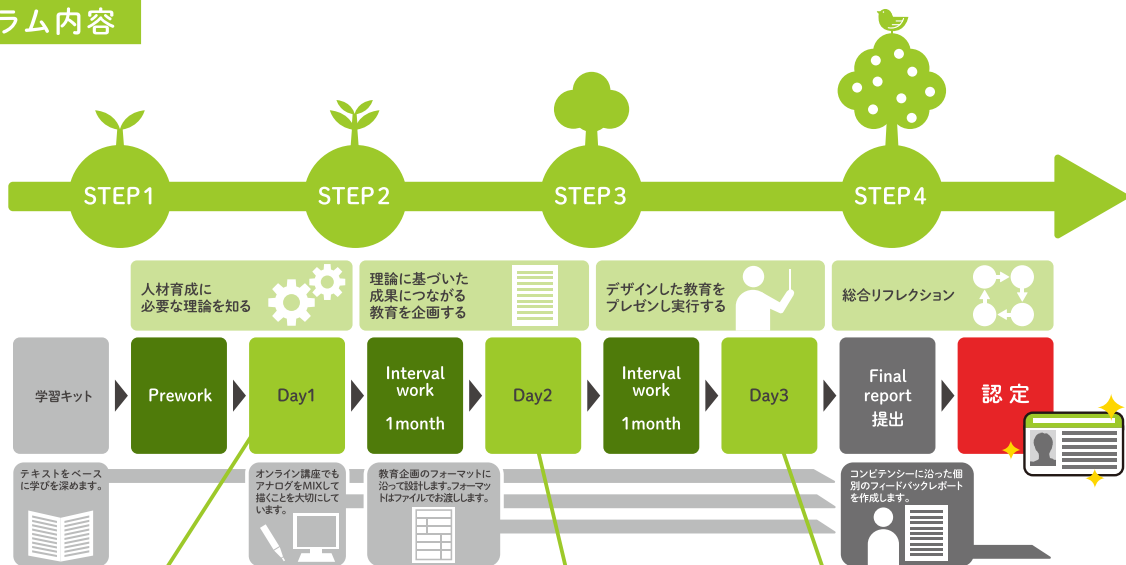 ラム内容
STEP1
STEP2
STEP3
STEP4
人材育成に
必要な理論を知る
理論に基づいた
成果につながる
教育を企画する
デザインした教育を
プレゼンし実行する
総合リフレクション
学習キット
Prework
Day1
Interval
work
1month
Day2
Interval
work
1month
Day3
Final
report
提出
認定
テキストをベース
に学びを深めます。
オンライン講座でも
アナログをMIXして
描くことを大切にして
います。
教育企画のフォーマットに
沿って設計します。フォーマッ
トはファイルでお渡しします。
コンピテンシーに沿った個
別のフィードバックレポート
を作成します。